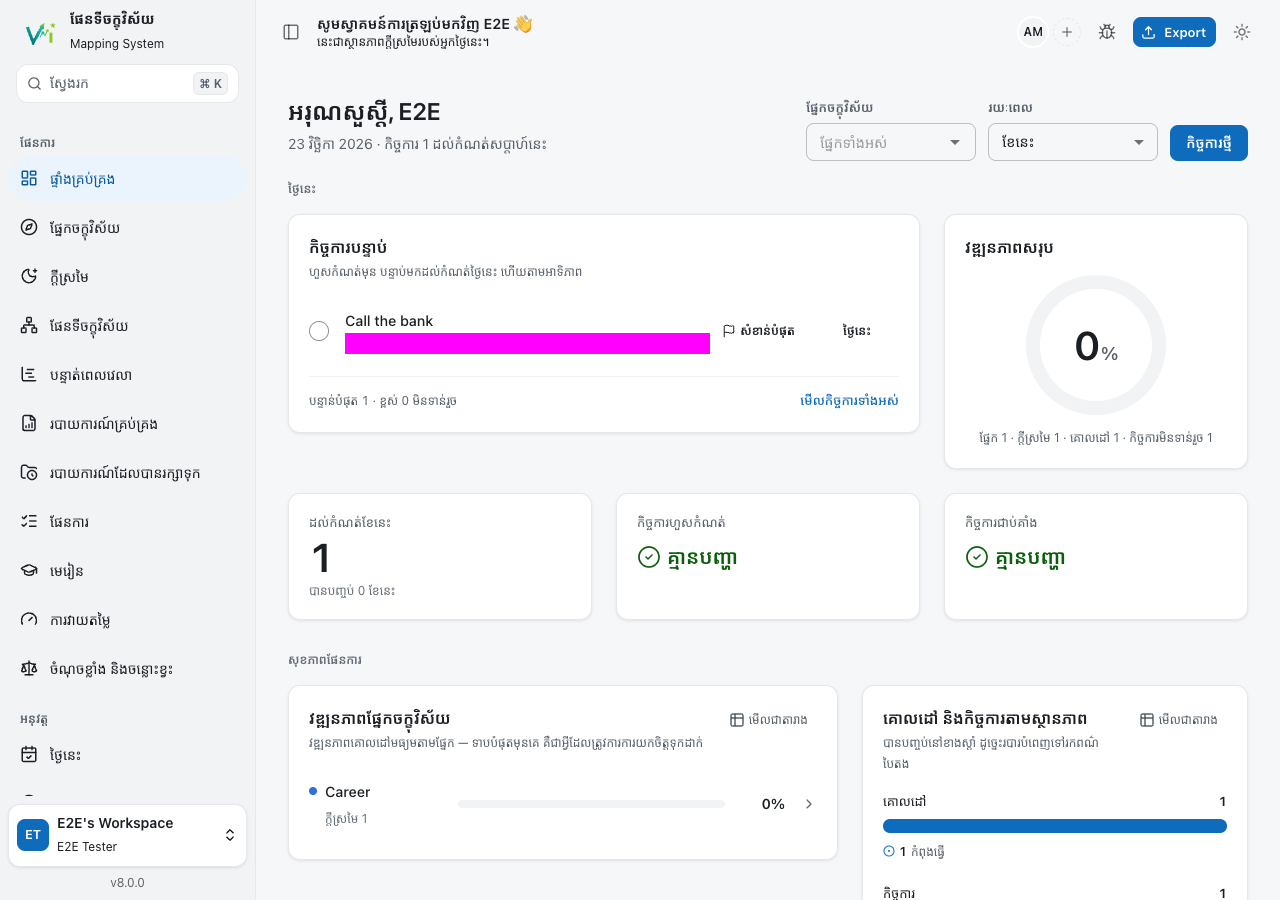 ផែនទីចក្ខុវិស័យ
Mapping System
ស្វែងរក
⌘ K
ផែនការ
ផ្ទាំងគ្រប់គ្រង
ផ្នែកចក្ខុវិស័យ
ក្តីស្រមៃ
ផែនទីចក្ខុវិស័យ
បន្ទាត់ពេលវេលា
របាយការណ៍គ្រប់គ្រង
របាយការណ៍ដែលបានរក្សាទុក
ផែនការ
មេរៀន
ការវាយតម្លៃ
ចំណុចខ្លាំង និងចន្លោះខ្វះ
អនុវត្ត
ថ្ងៃនេះ
ET
E2E's Workspace
E2E Tester
v8.0.0
សូមស្វាគមន៍ការត្រឡប់មកវិញ E2E 👋
នេះជាស្ថានភាពក្តីស្រមៃរបស់អ្នកថ្ងៃនេះ។
AM
Export
អរុណសួស្តី, E2E
23 វិច្ឆិកា 2026 · កិច្ចការ 1 ដល់កំណត់សប្តាហ៍នេះ
ផ្នែកចក្ខុវិស័យ
ផ្នែកទាំងអស់
រយៈពេល
ខែនេះ
កិច្ចការថ្មី
ថ្ងៃនេះ
កិច្ចការបន្ទាប់
ហួសកំណត់មុន បន្ទាប់មកដល់កំណត់ថ្ងៃនេះ ហើយតាមអាទិភាព
Call the bank
សំខាន់បំផុត
ថ្ងៃនេះ
បន្ទាន់បំផុត 1 · ខ្ពស់ 0 មិនទាន់រួច
មើលកិច្ចការទាំងអស់
វឌ្ឍនភាពសរុប
0%
ផ្នែក 1 · ក្តីស្រមៃ 1 · គោលដៅ 1 · កិច្ចការមិនទាន់រួច 1
ដល់កំណត់ខែនេះ
1
បានបញ្ចប់ 0 ខែនេះ
កិច្ចការហួសកំណត់
គ្មានបញ្ហា
កិច្ចការជាប់គាំង
គ្មានបញ្ហា
សុខភាពផែនការ
វឌ្ឍនភាពផ្នែកចក្ខុវិស័យ
មើលជាតារាង
វឌ្ឍនភាពគោលដៅមធ្យមតាមផ្នែក — ទាបបំផុតមុនគេ គឺជាអ្វីដែលត្រូវការការយកចិត្តទុកដាក់
Career
ក្តីស្រមៃ 1
0%
គោលដៅ និងកិច្ចការតាមស្ថានភាព
មើលជាតារាង
បានបញ្ចប់នៅខាងស្តាំ ដូច្នេះរបារបំពេញទៅរកពណ៌
បៃតង
គោលដៅ
1
1 កំពុងធ្វើ
កិច្ចការ
1